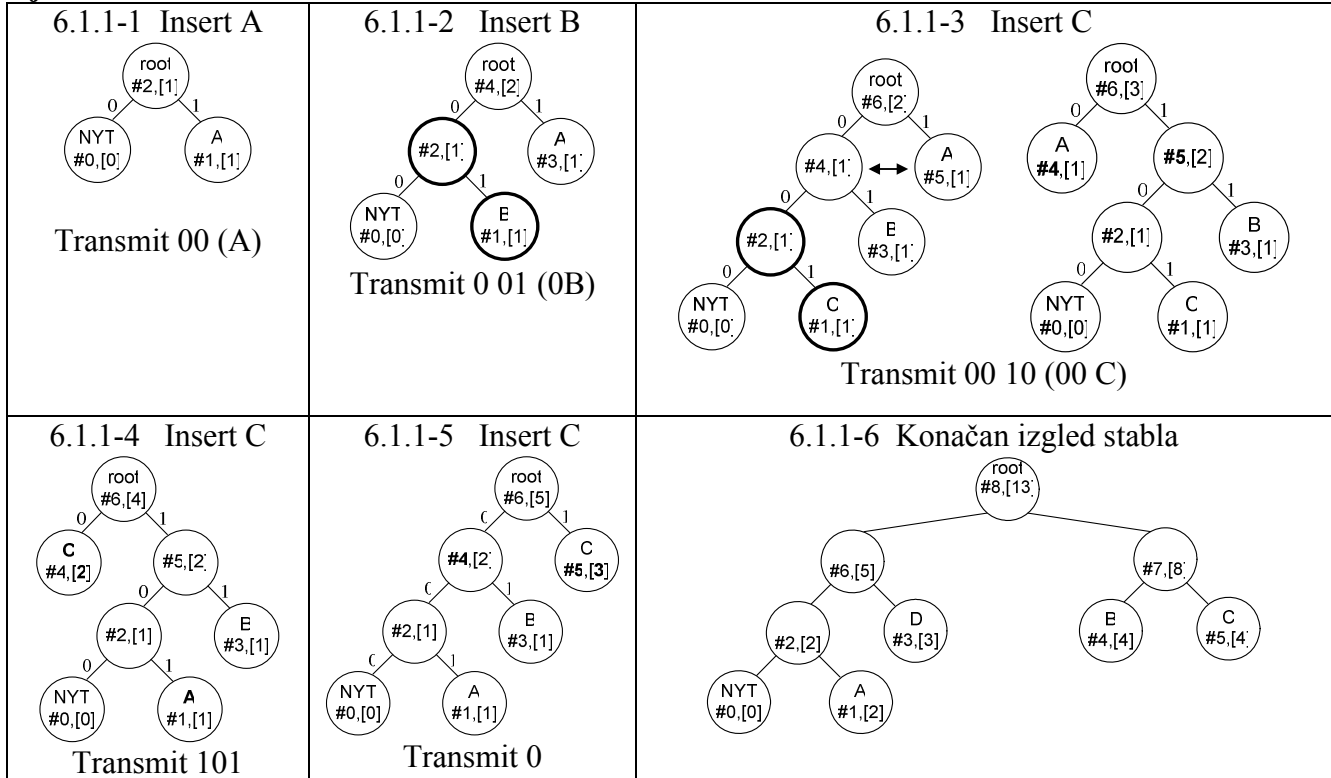 6.1.1-1 Insert A
root
#2,[1]
0 1
NYT
#0,[0]
A
#1,[1]
Transmit 00 (A)
6.1.1-2 Insert B
root
#4,[2]
0 1
#2,[1]
A
#3,[1]
0 1
NYT
#0,[0]
B
#1,[1]
Transmit 0 01 (0B)
6.1.1-3 Insert C
root
#6,[2]
0 1
#4,[1]
A
#5,[1]
0 1
#2,[1]
B
#3,[1]
0 1
NYT
#0,[0]
C
#1,[1]
root
#6,[3]
0 1
A
#4,[1]
#5,[2]
0 1
#2,[1]
B
#3,[1]
0 1
NYT
#0,[0]
C
#1,[1]
Transmit 00 10 (00 C)
6.1.1-4 Insert C
root
#6,[4]
0 1
C
#4,[2]
#5,[2]
0 1
#2,[1]
B
#3,[1]
0 1
NYT
#0,[0]
A
#1,[1]
Transmit 101
6.1.1-5 Insert C
root
#6,[5]
0 1
#4,[2]
C
#5,[3]
0 1
#2,[1]
B
#3,[1]
0 1
NYT
#0,[0]
A
#1,[1]
Transmit 0
6.1.1-6 Konačan izgled stabla
root
#8,[13]
#6,[5]
#7,[8]
#2,[2]
D
#3,[3]
B
#4,[4]
C
#5,[4]
NYT
#0,[0]
A
#1,[2]